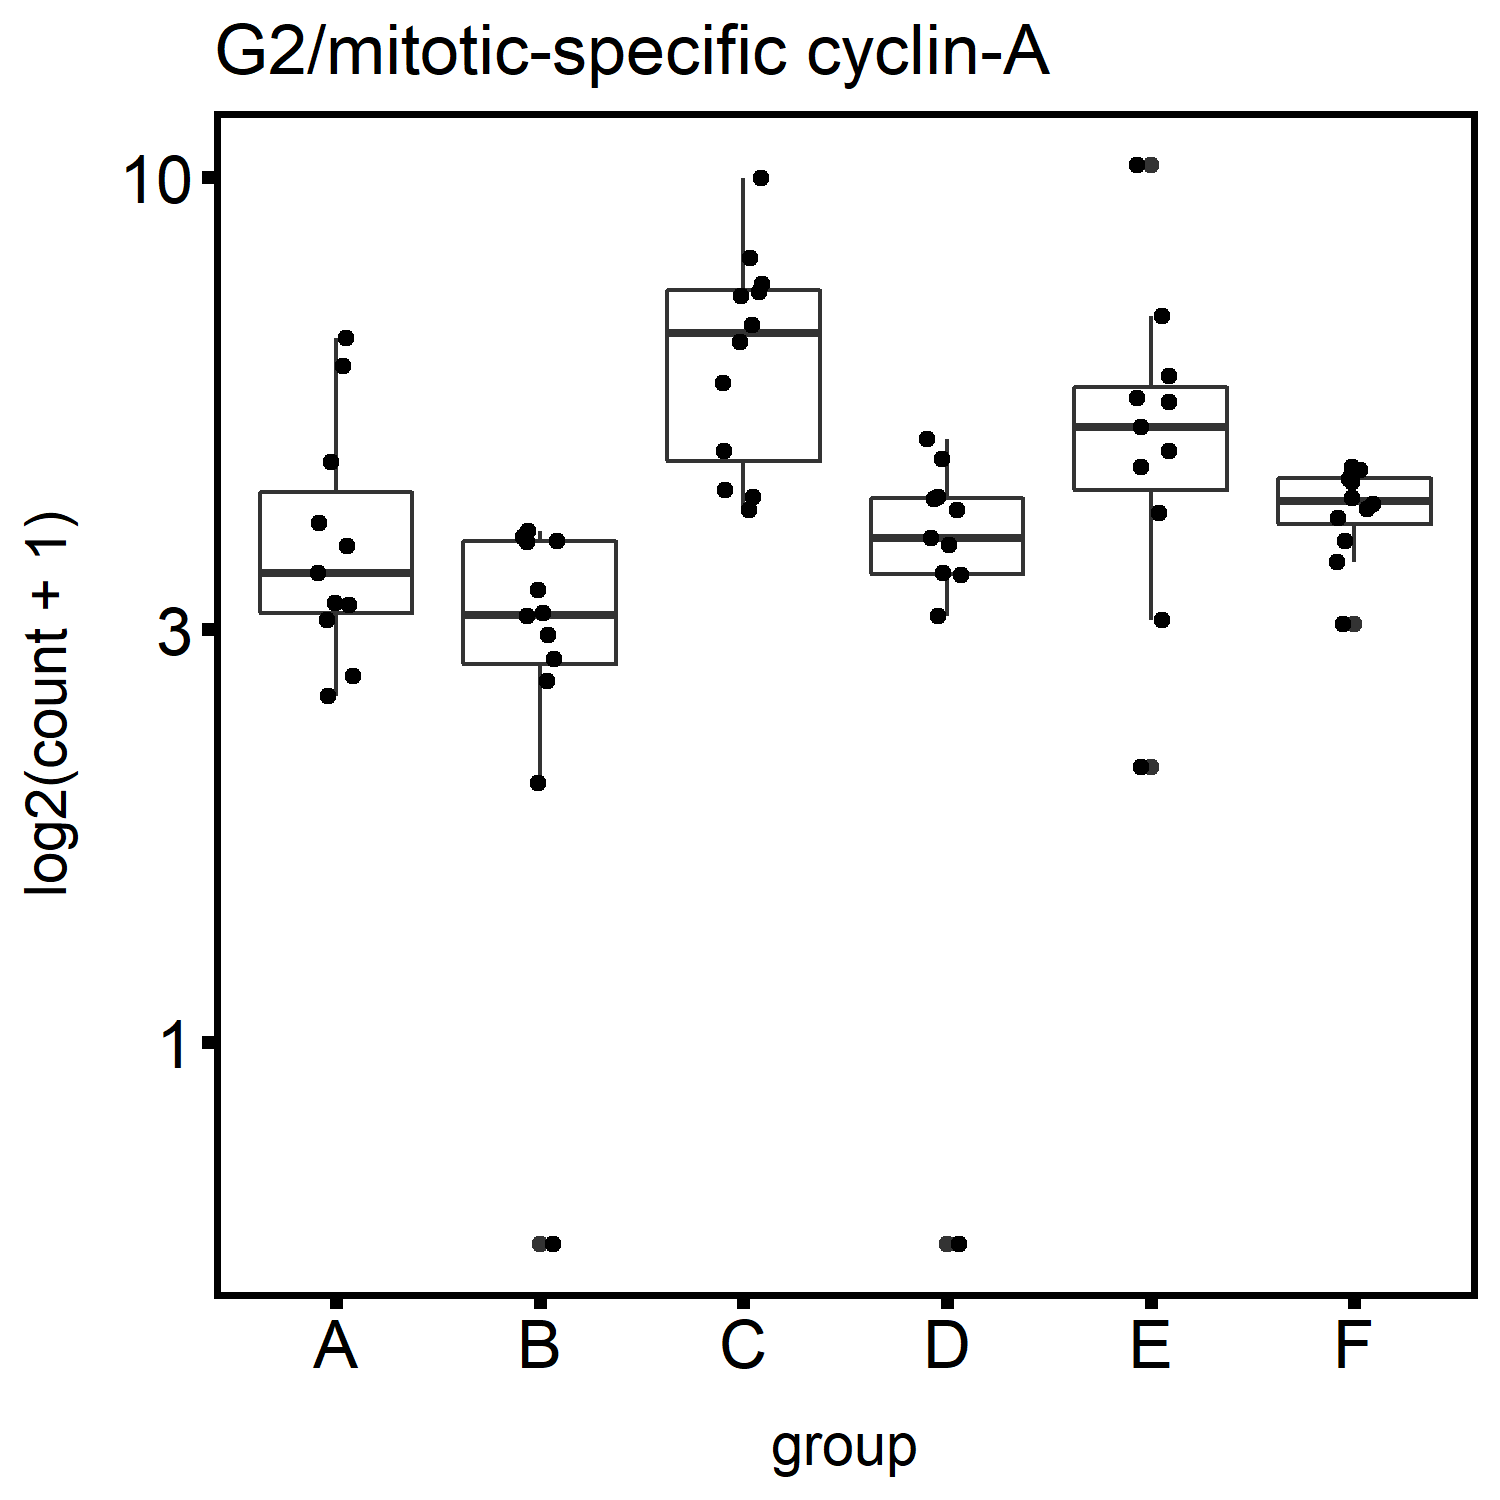 G2/mitotic-specific cyclin-A
log2(count + 1)
10
3
1
A B C D E F
group